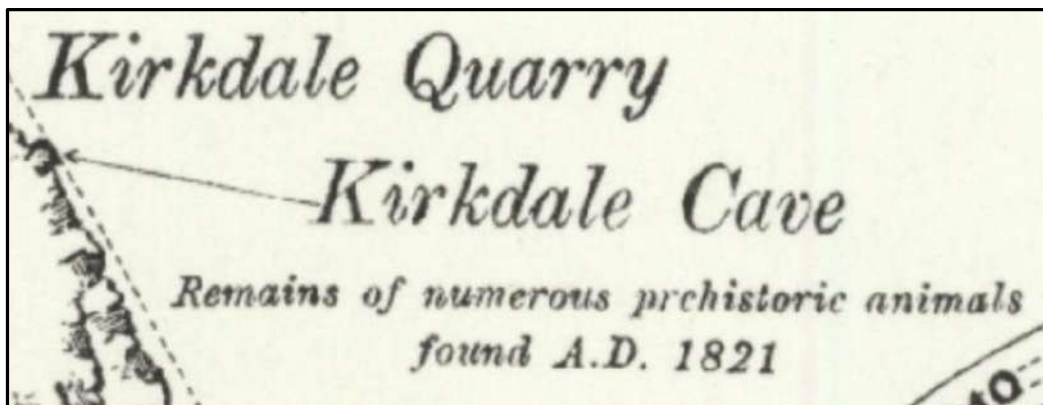 Kirkdale Quarry
Kirkdale Cave
Remains of numerous prehistoric animals
found A.D. 1821